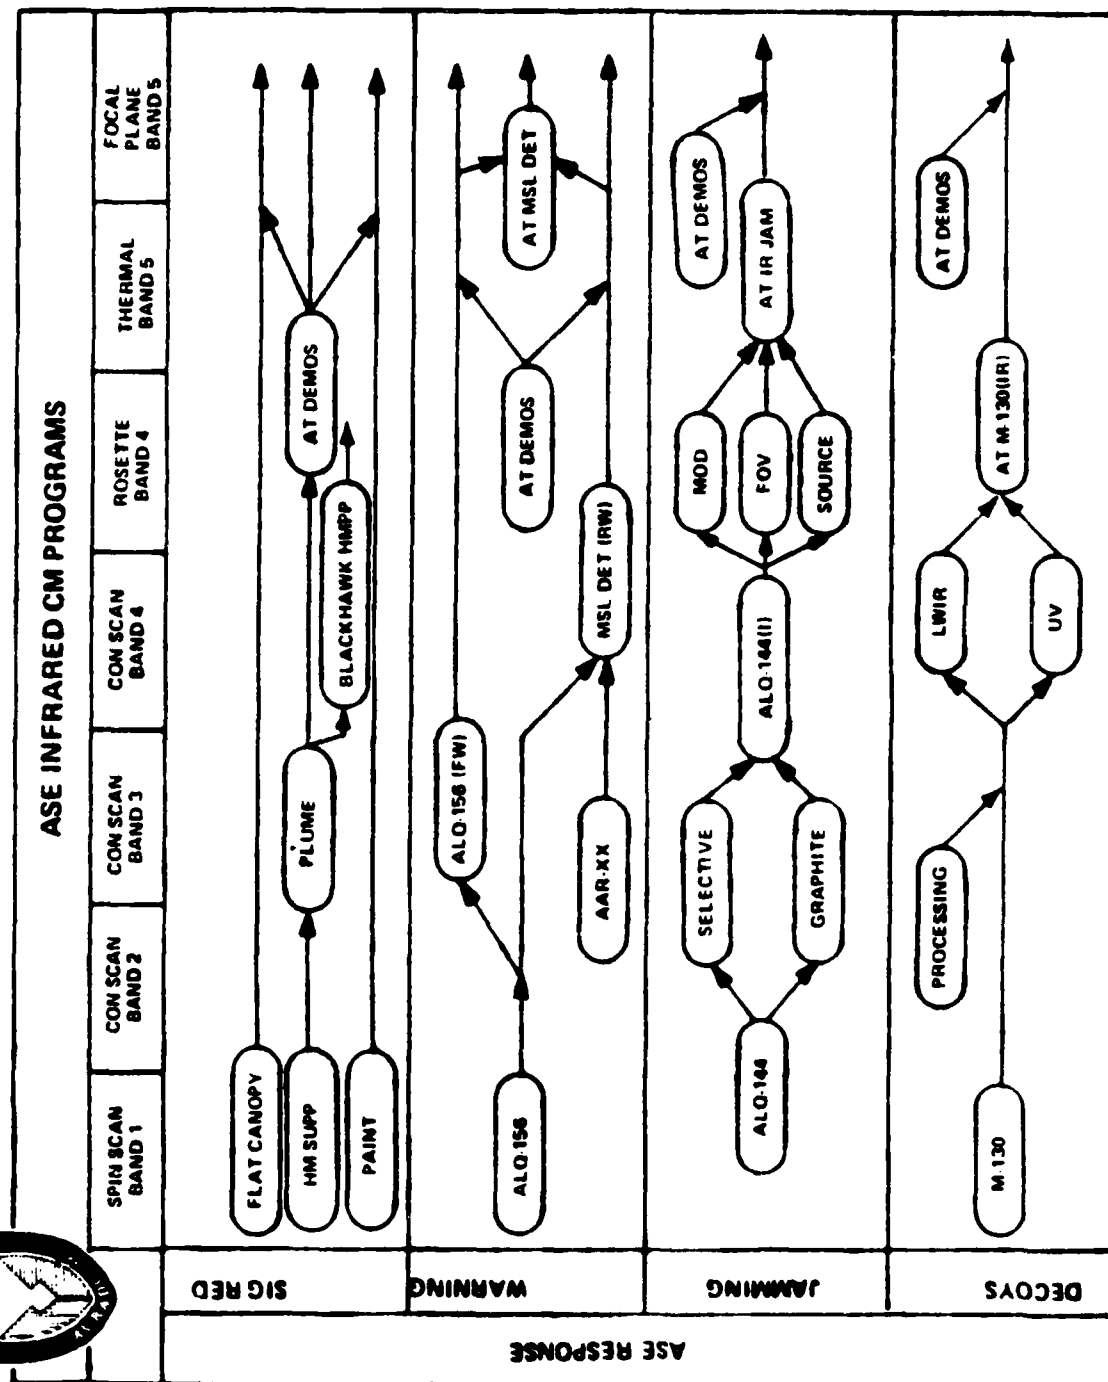 ASE INFRARED CM PROGRAMS
SPIN SCAN
BAND 1
CON SCAN
BAND 2
CON SCAN
BAND 3
CON SCAN
BAND 4
ROSETTE
BAND 4
THERMAL
BAND 5
FOCAL
PLANE
BAND 5
ASE RESPONSE
SIG RED
FLAT CANOPY
HM SUPP
PAINT
PLUME
BLACKHAWK HMPP
AT DEMOS
WARNING
ALQ-156
ALQ-156 (FW)
AAR-XX
MSL DET (RW)
AT DEMOS
AT MSL DET
JAMMING
ALQ-144
SELECTIVE
GRAPHITE
ALQ-144(I)
MOD
FOV
SOURCE
AT IR JAM
AT DEMOS
DECOYS
M-130
PROCESSING
LWIR
UV
AT M-130(IR)
AT DEMOS